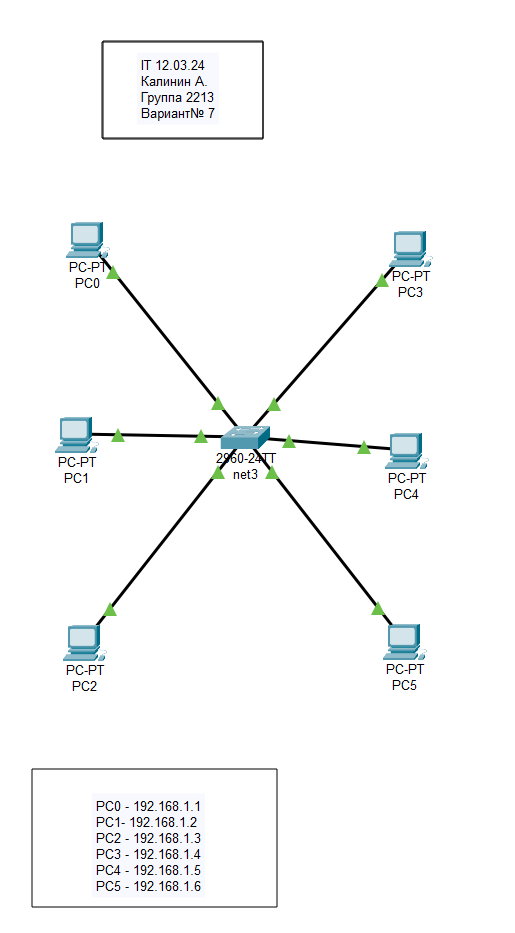 IT 12.03.24
Калинин А.
Группа 2213
Вариант№ 7
PC-PT
PC0
PC-PT
PC3
PC-PT
PC1
2960-24TT
net3
PC-PT
PC4
PC-PT
PC2
PC-PT
PC5
PC0 - 192.168.1.1
PC1- 192.168.1.2
PC2 - 192.168.1.3
PC3 - 192.168.1.4
PC4 - 192.168.1.5
PC5 - 192.168.1.6